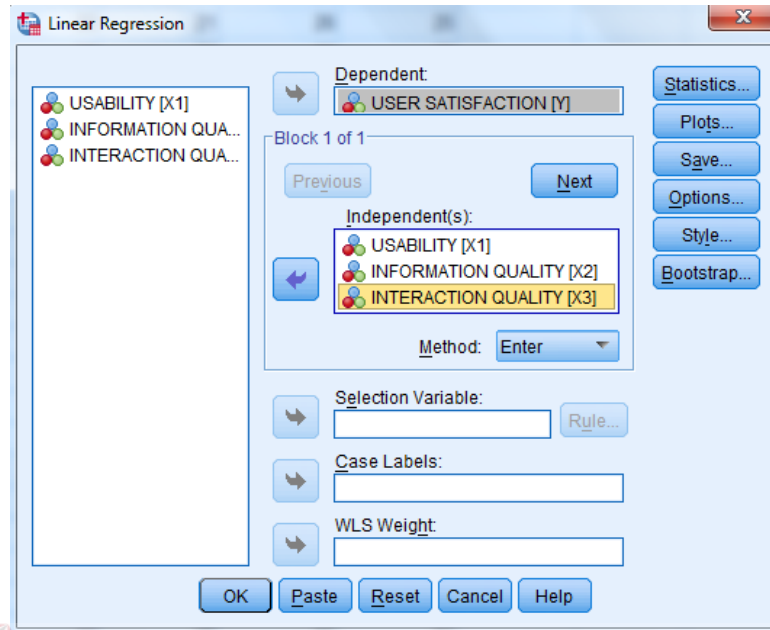 Linear Regression
USABILITY [X1]
INFORMATION QUA...
INTERACTION QUA...
Dependent:
USER SATISFACTION [Y]
Block 1 of 1
Previous
Next
Independent(s):
USABILITY [X1]
INFORMATION QUALITY [X2]
INTERACTION QUALITY [X3]
Method: Enter
Selection Variable:
Rule...
Case Labels:
WLS Weight:
Statistics...
Plots...
Save...
Options...
Style...
Bootstrap...
OK Paste Reset Cancel Help